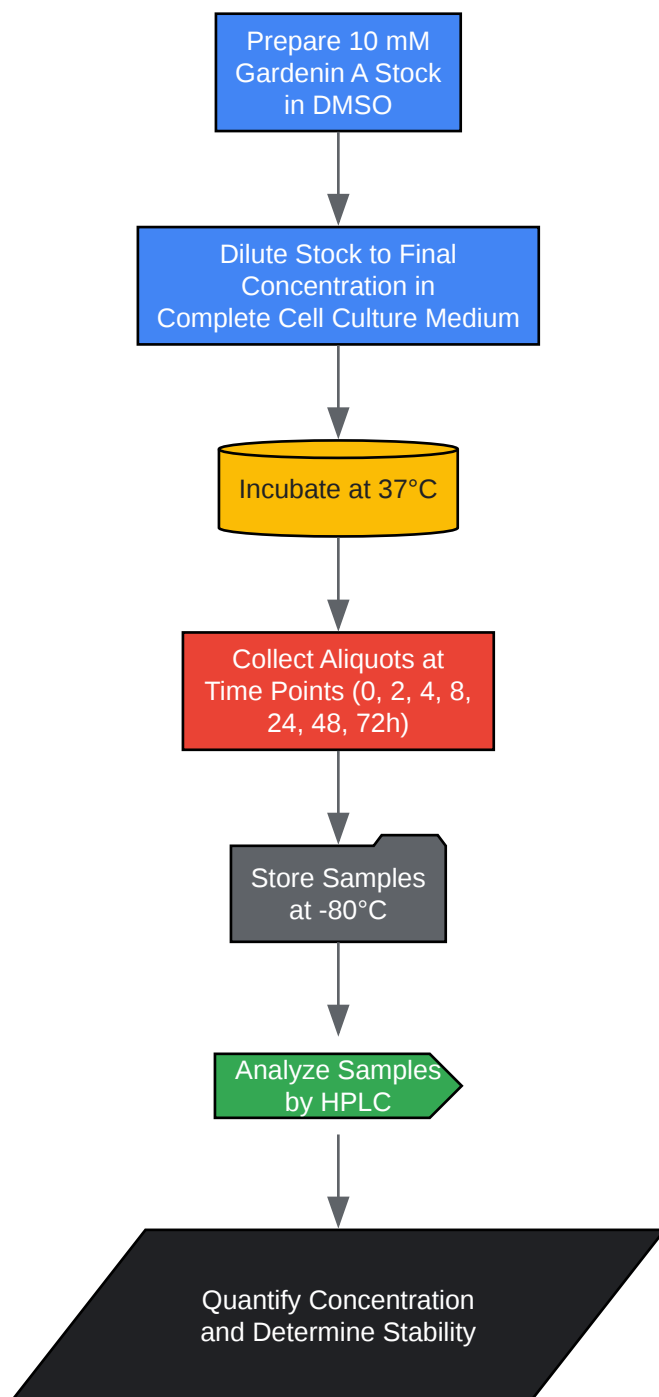 Prepare 10 mM
Gardenin A Stock
in DMSO
Dilute Stock to Final
Concentration in
Complete Cell Culture Medium
Incubate at 37°C
Collect Aliquots at
Time Points (0, 2, 4, 8,
24, 48, 72h)
Store Samples
at -80°C
Analyze Samples
by HPLC
Quantify Concentration
and Determine Stability